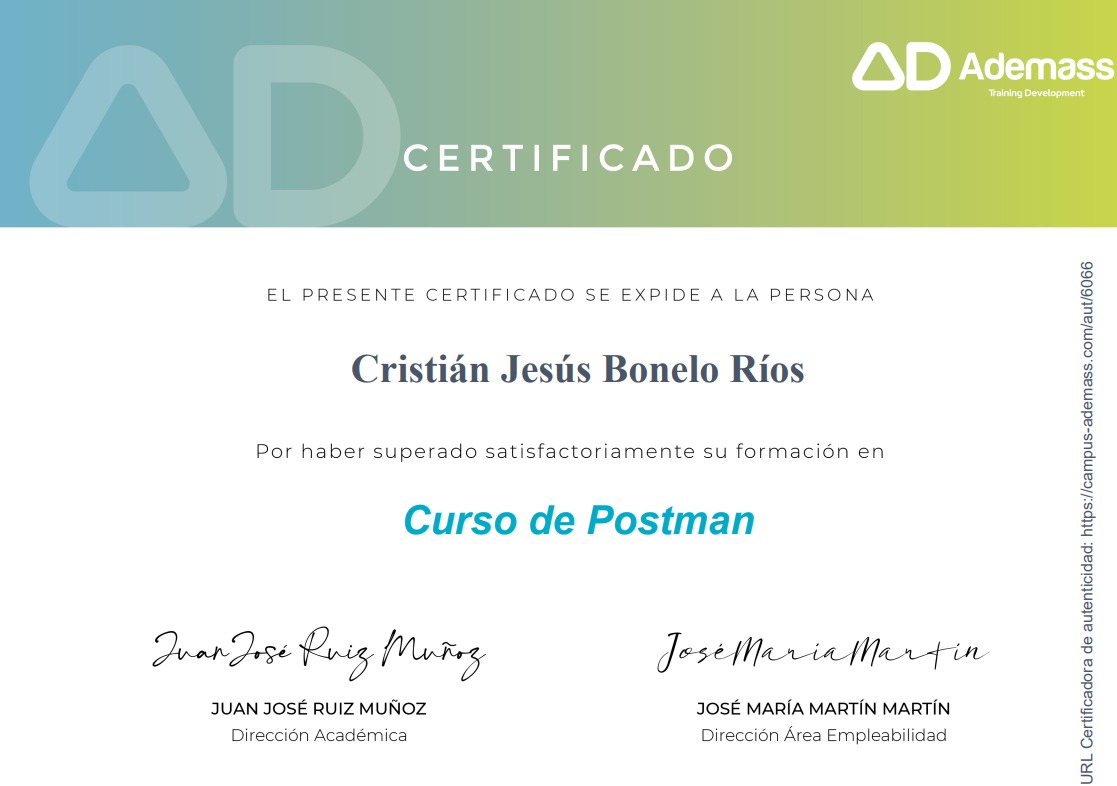 AD Ademass
Training Development
CERTIFICADO
EL PRESENTE CERTIFICADO SE EXPIDE A LA PERSONA
Cristián Jesús Bonelo Ríos
Por haber superado satisfactoriamente su formación en
Curso de Postman
Juan José Ruiz Muñoz
José María Martín
JUAN JOSÉ RUIZ MUÑOZ
JOSÉ MARÍA MARTÍN MARTÍN
Dirección Académica
Dirección Área Empleabilidad
URL Certificadora de autenticidad: https://campus-ademass.com/aut/6066